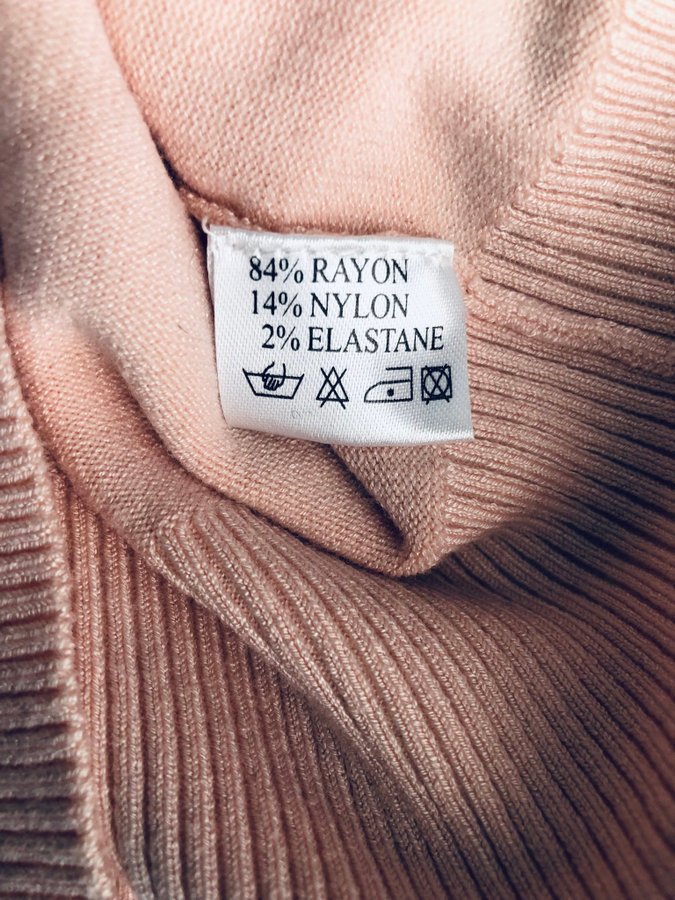 84% RAYON
14% NYLON
2% ELASTANE